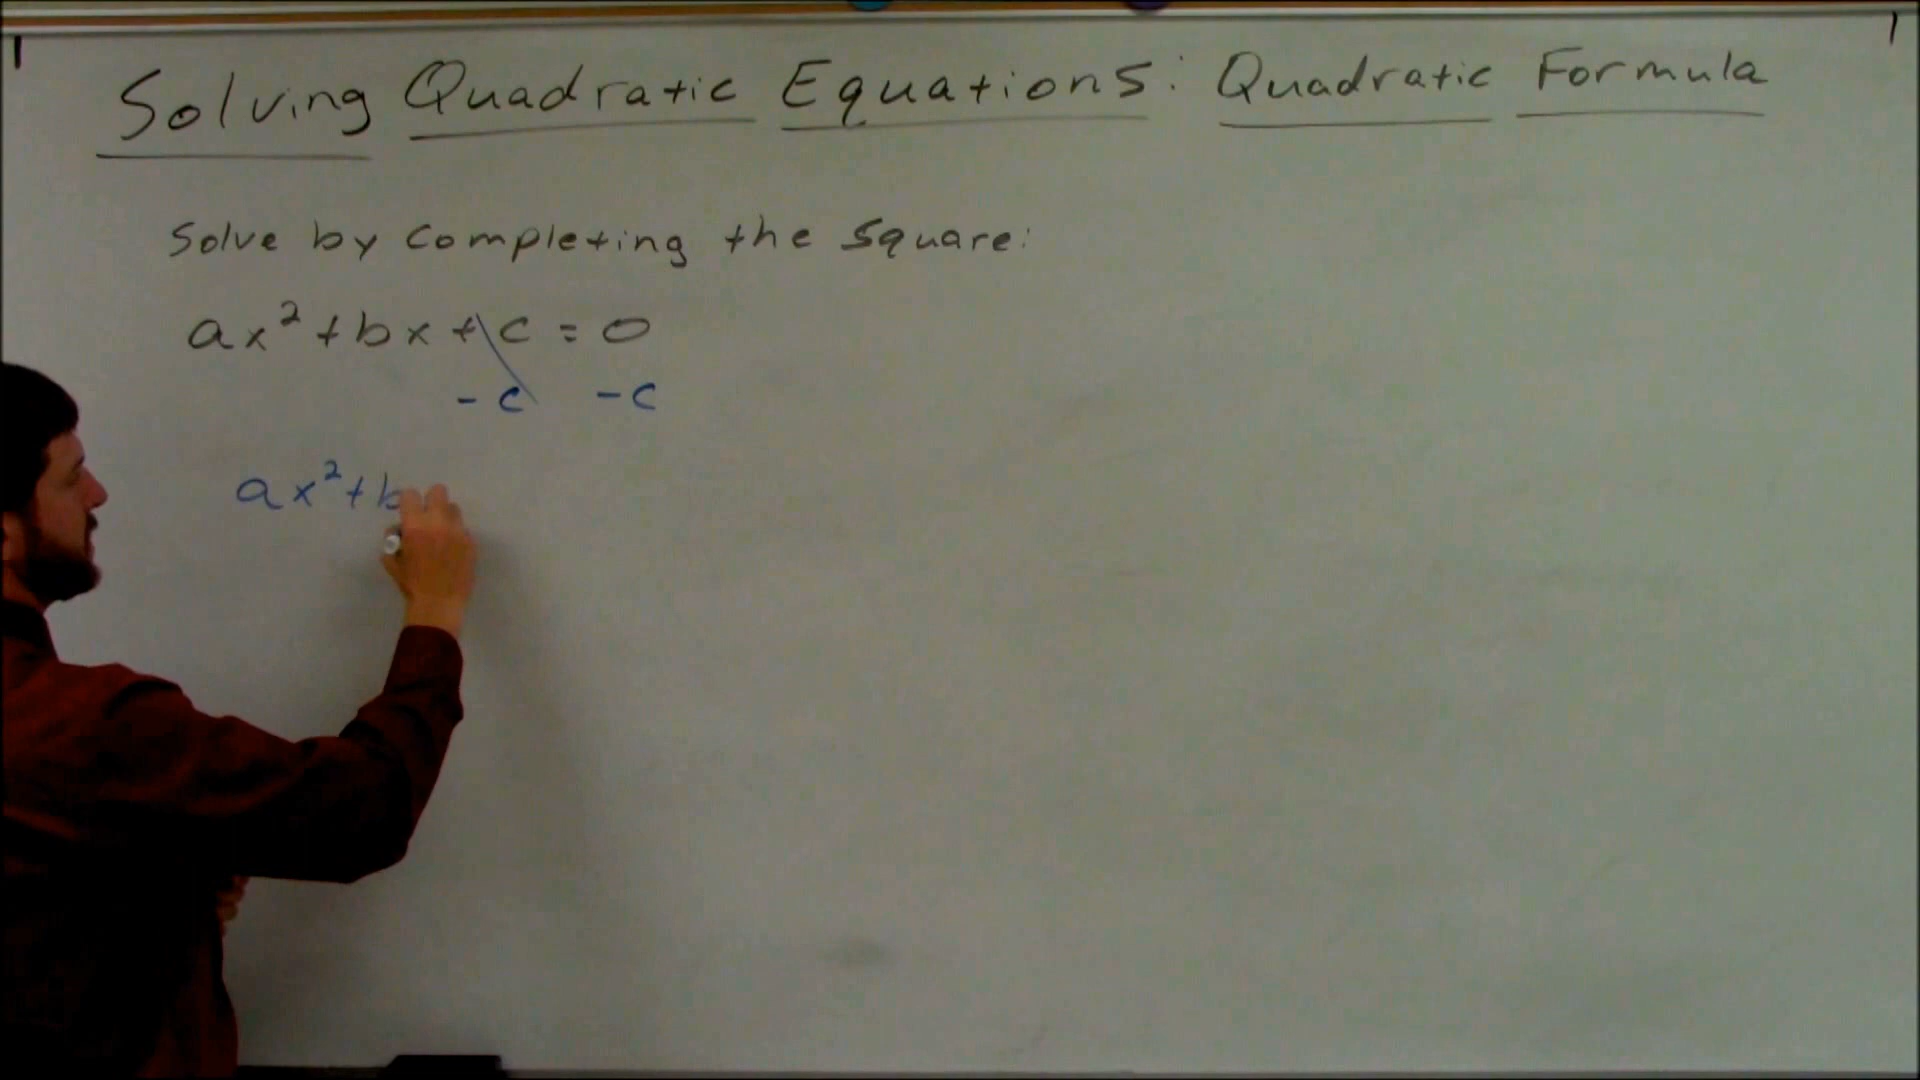 Solving Quadratic Equations: Quadratic Formula
Solve by completing the square:
ax² + bx + c = 0
- c - c
ax² + b